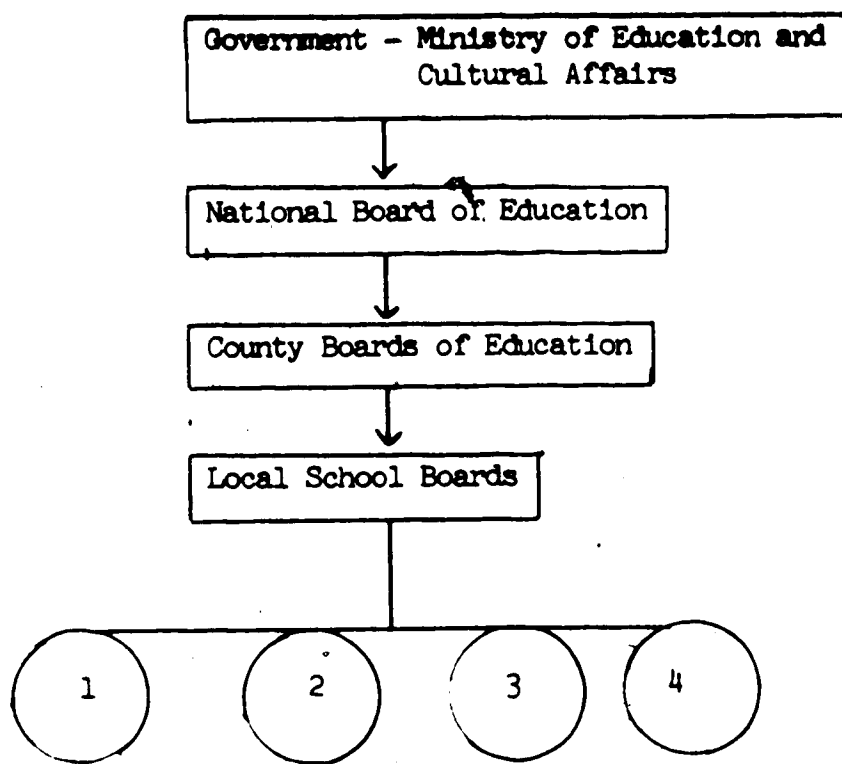 Government - Ministry of Education and
Cultural Affairs
National Board of Education
County Boards of Education
Local School Boards
1 2 3 4